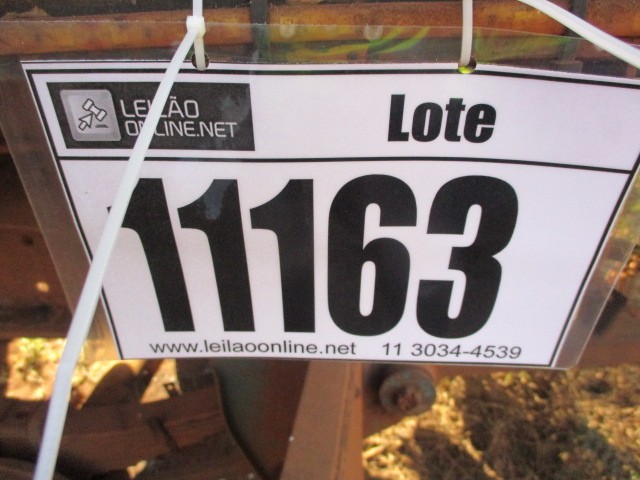 LEILÃO
ONLINE.NET
Lote
11163
www.leilaoonline.net 11 3034-4539